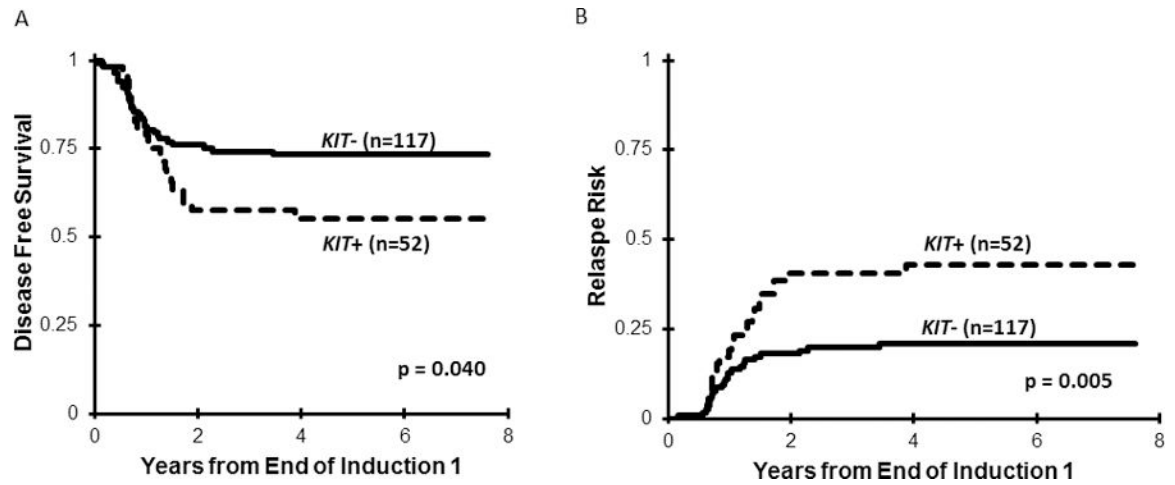 A
Disease Free Survival
1
0.75
0.5
0.25
0
KIT- (n=117)
KIT+ (n=52)
p = 0.040
0 2 4 6 8
Years from End of Induction 1
B
Relaspe Risk
1
0.75
0.5
0.25
0
KIT+ (n=52)
KIT- (n=117)
p = 0.005
0 2 4 6 8
Years from End of Induction 1